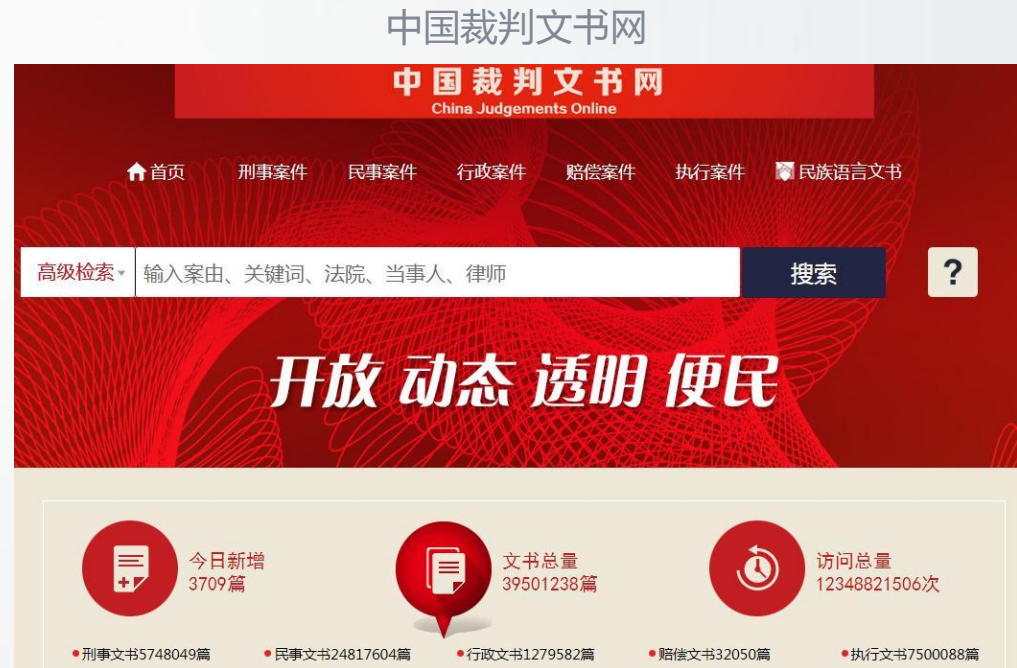 中国裁判文书网
中国裁判文书网
China Judgements Online
首页 刑事案件 民事案件 行政案件 赔偿案件 执行案件 民族语言文书
高级检索 输入案由、关键词、法院、当事人、律师 搜索 ?
开放 动态 透明 便民
今日新增 文书总量 访问总量
3709篇 39501238篇 12348821506次
•刑事文书5748049篇 •民事文书24817604篇 •行政文书1279582篇 •赔偿文书32050篇 •执行文书7500088篇